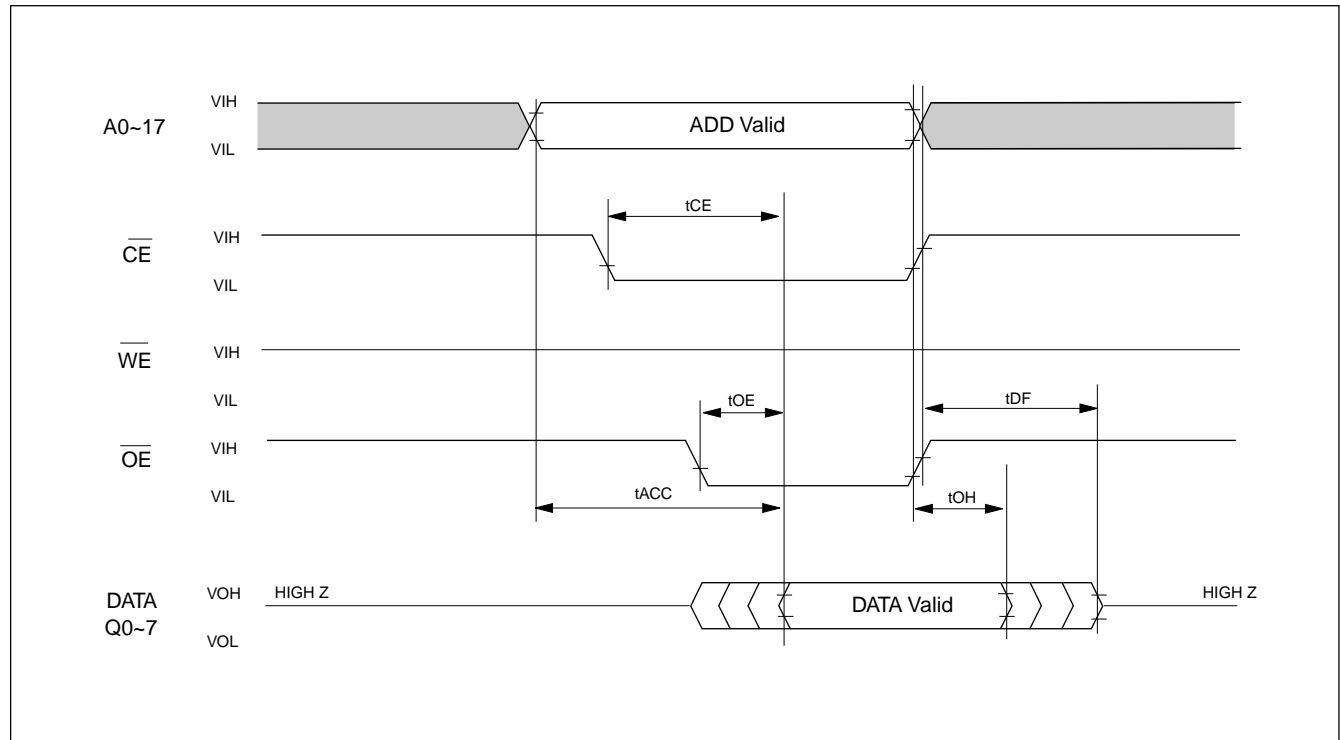 VIH
A0~17
ADD Valid
VIL
tCE
VIH
CE
VIL
WE
VIH
VIL
tOE
tDF
OE
VIH
VIL
tACC
tOH
DATA
Q0~7
VOH
HIGH Z
DATA Valid
HIGH Z
VOL